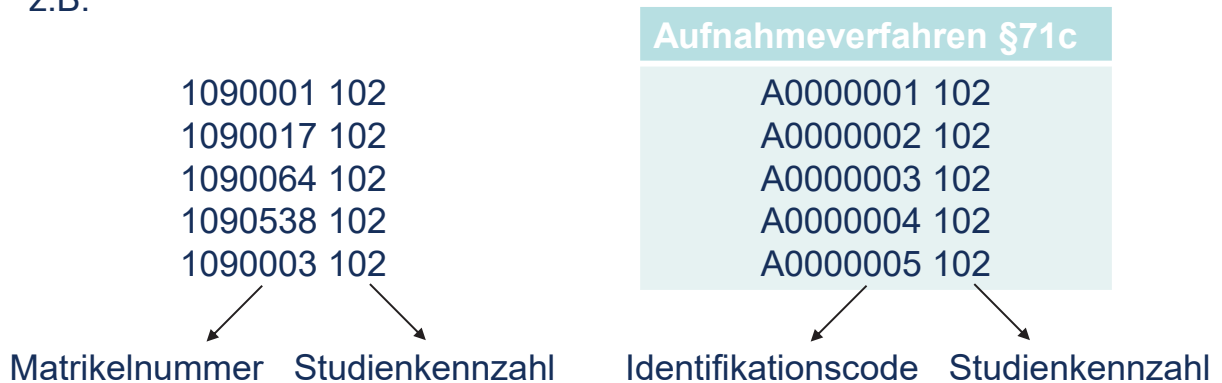 z.B.
1090001 102
1090017 102
1090064 102
1090538 102
1090003 102
Matrikelnummer Studienkennzahl
Aufnahmeverfahren §71c
A0000001 102
A0000002 102
A0000003 102
A0000004 102
A0000005 102
Identifikationscode Studienkennzahl